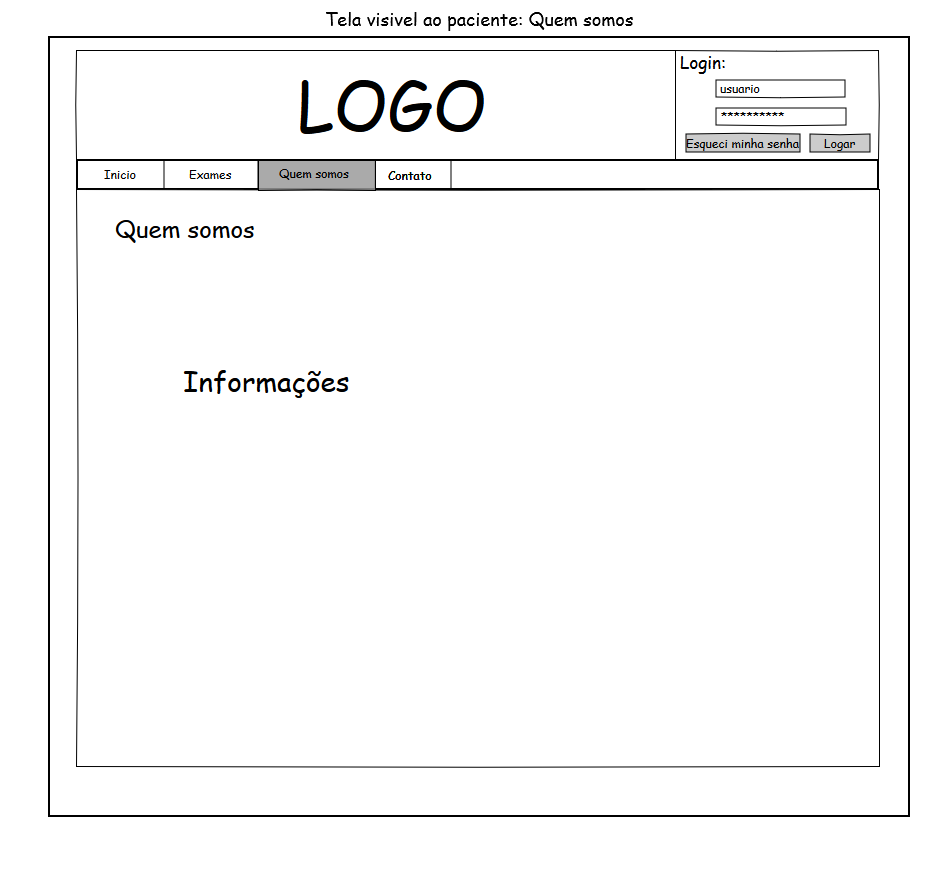 Tela visivel ao paciente: Quem somos
LOGO
Login:
usuario
**********
Esqueci minha senha
Logar
Inicio
Exames
Quem somos
Contato
Quem somos
Informações